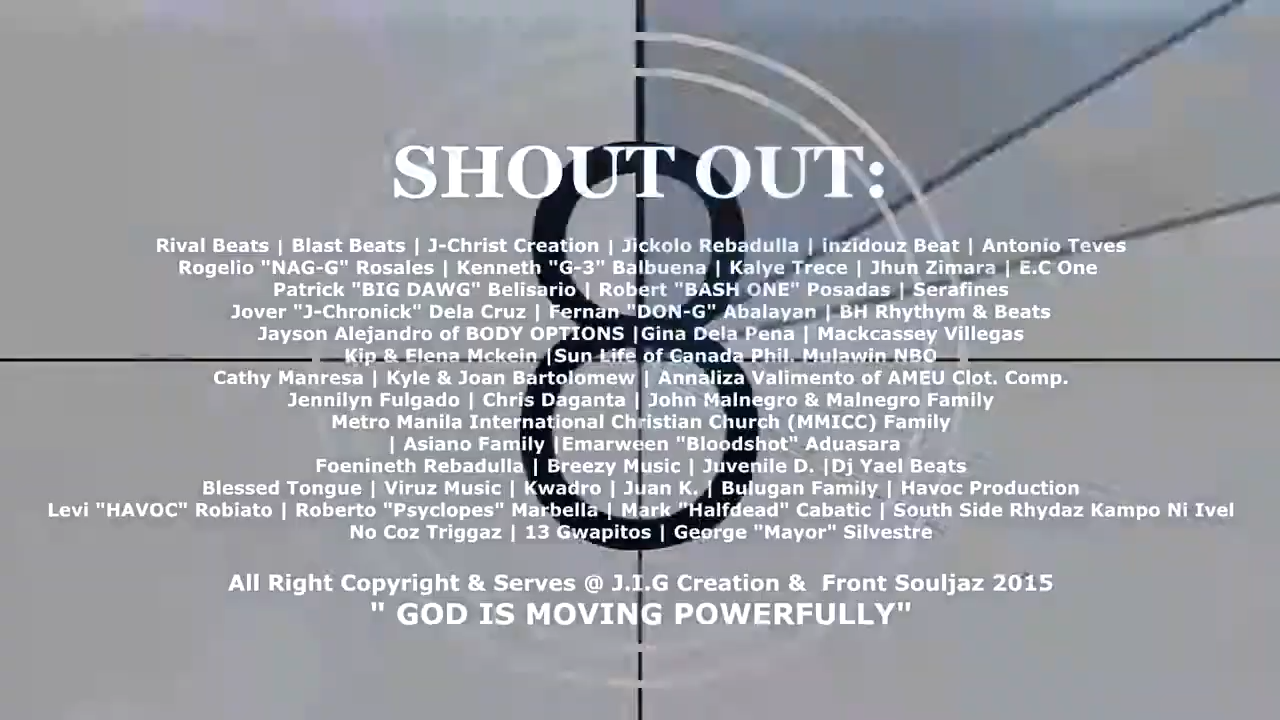 SHOUT OUT:
Rival Beats | Blast Beats | J-Christ Creation | Jickolo Rebadulla | inzidouz Beat | Antonio Teves
Rogelio "NAG-G" Rosales | Kenneth "G-3" Balbuena | Kalye Trece | Jhun Zimara | E.C One
Patrick "BIG DAWG" Belisario | Robert "BASH ONE" Posadas | Serafines
Jover "J-Chronick" Dela Cruz | Fernan "DON-G" Abalayan | BH Rhythym & Beats
Jayson Alejandro of BODY OPTIONS |Gina Dela Pena | Mackcassey Villegas
Kip & Elena Mckein |Sun Life of Canada Phil. Mulawin NBO
Cathy Manresa | Kyle & Joan Bartolomew | Annaliza Valimento of AMEU Clot. Comp.
Jennilyn Fulgado | Chris Daganta | John Malnegro & Malnegro Family
Metro Manila International Christian Church (MMICC) Family
| Asiano Family |Emarween "Bloodshot" Aduasara
Foenineth Rebadulla | Breezy Music | Juvenile D. |Dj Yael Beats
Blessed Tongue | Viruz Music | Kwadro | Juan K. | Bulugan Family | Havoc Production
Levi "HAVOC" Robiato | Roberto "Psyclopes" Marbella | Mark "Halfdead" Cabatic | South Side Rhydaz Kampo Ni Ivel
No Coz Triggaz | 13 Gwapitos | George "Mayor" Silvestre
All Right Copyright & Serves @ J.I.G Creation &  Front Souljaz 2015
" GOD IS MOVING POWERFULLY"
8